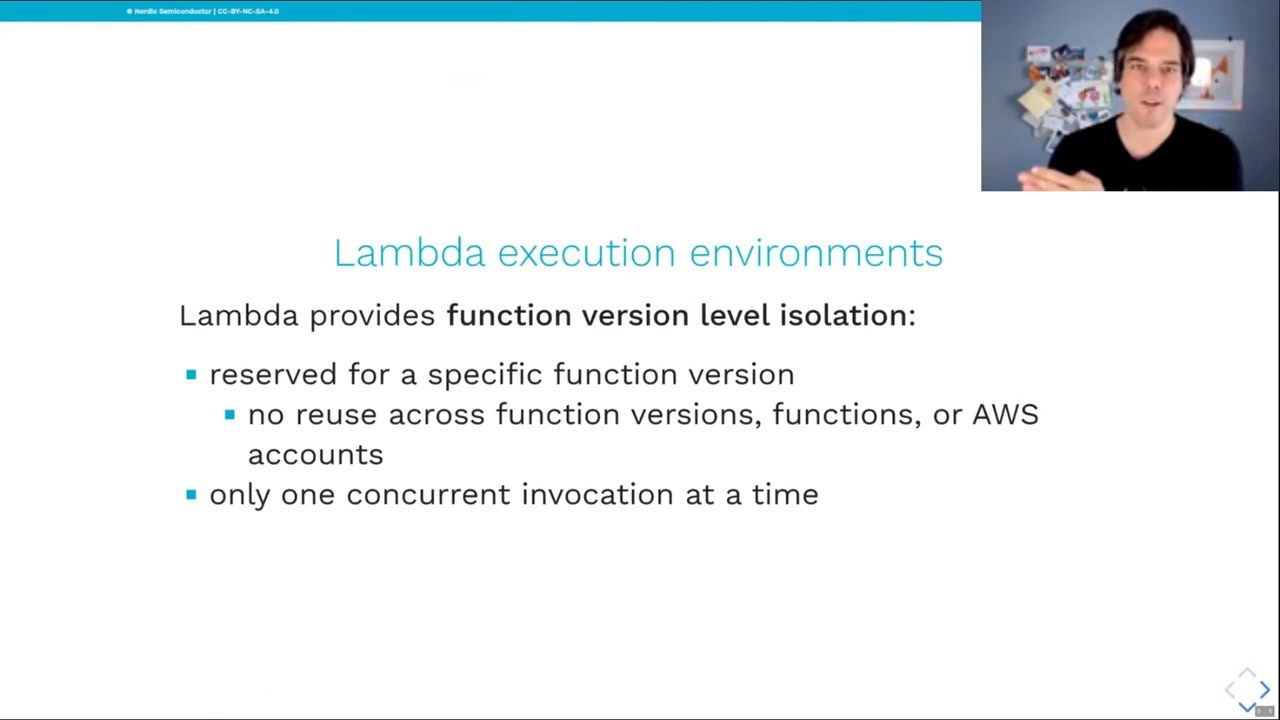 © Nordic Semiconductor | CC-BY-NC-SA-4.0
Lambda execution environments
Lambda provides function version level isolation:
reserved for a specific function version
no reuse across function versions, functions, or AWS
accounts
only one concurrent invocation at a time